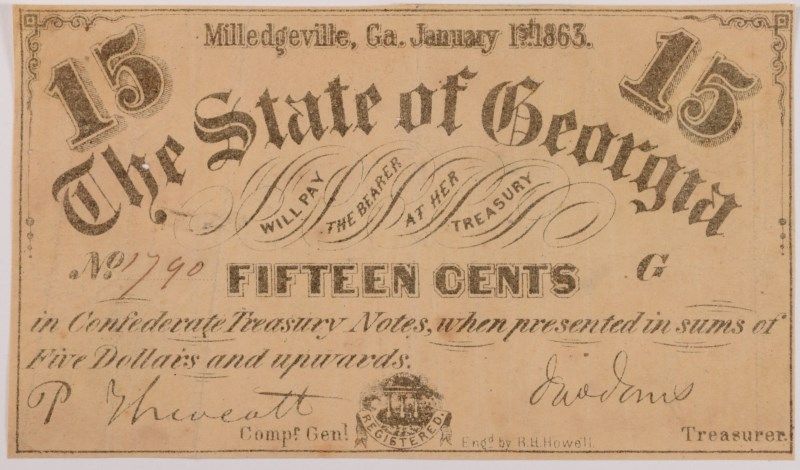 15
Milledgeville, Ga. January 1st 1863.
15
The State of Georgia
WILL PAY
THE BEARER
AT HER
TREASURY
No 1790
FIFTEEN CENTS
G
in Confederate Treasury Notes, when presented in sums of
Five Dollars and upwards.
P Thweatt
Compr. Genl.
REGISTERED.
Engd by R.H. Howell.
Treasurer.